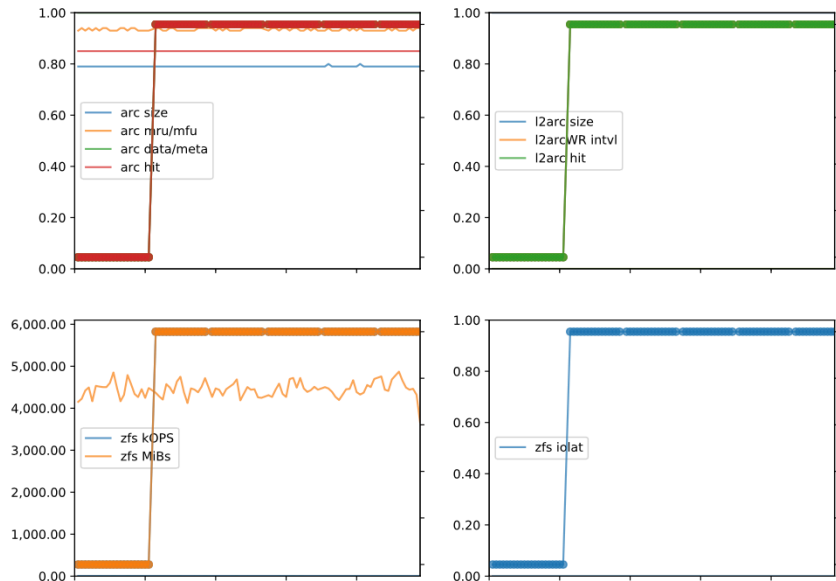 1.00
0.80
0.60
0.40
0.20
0.00
arc size
arc mru/mfu
arc data/meta
arc hit
1.00
0.80
0.60
0.40
0.20
0.00
l2arc size
l2arcWR intvl
l2arc hit
6,000.00
5,000.00
4,000.00
3,000.00
2,000.00
1,000.00
0.00
zfs kOPS
zfs MiBs
1.00
0.80
0.60
0.40
0.20
0.00
zfs iolat